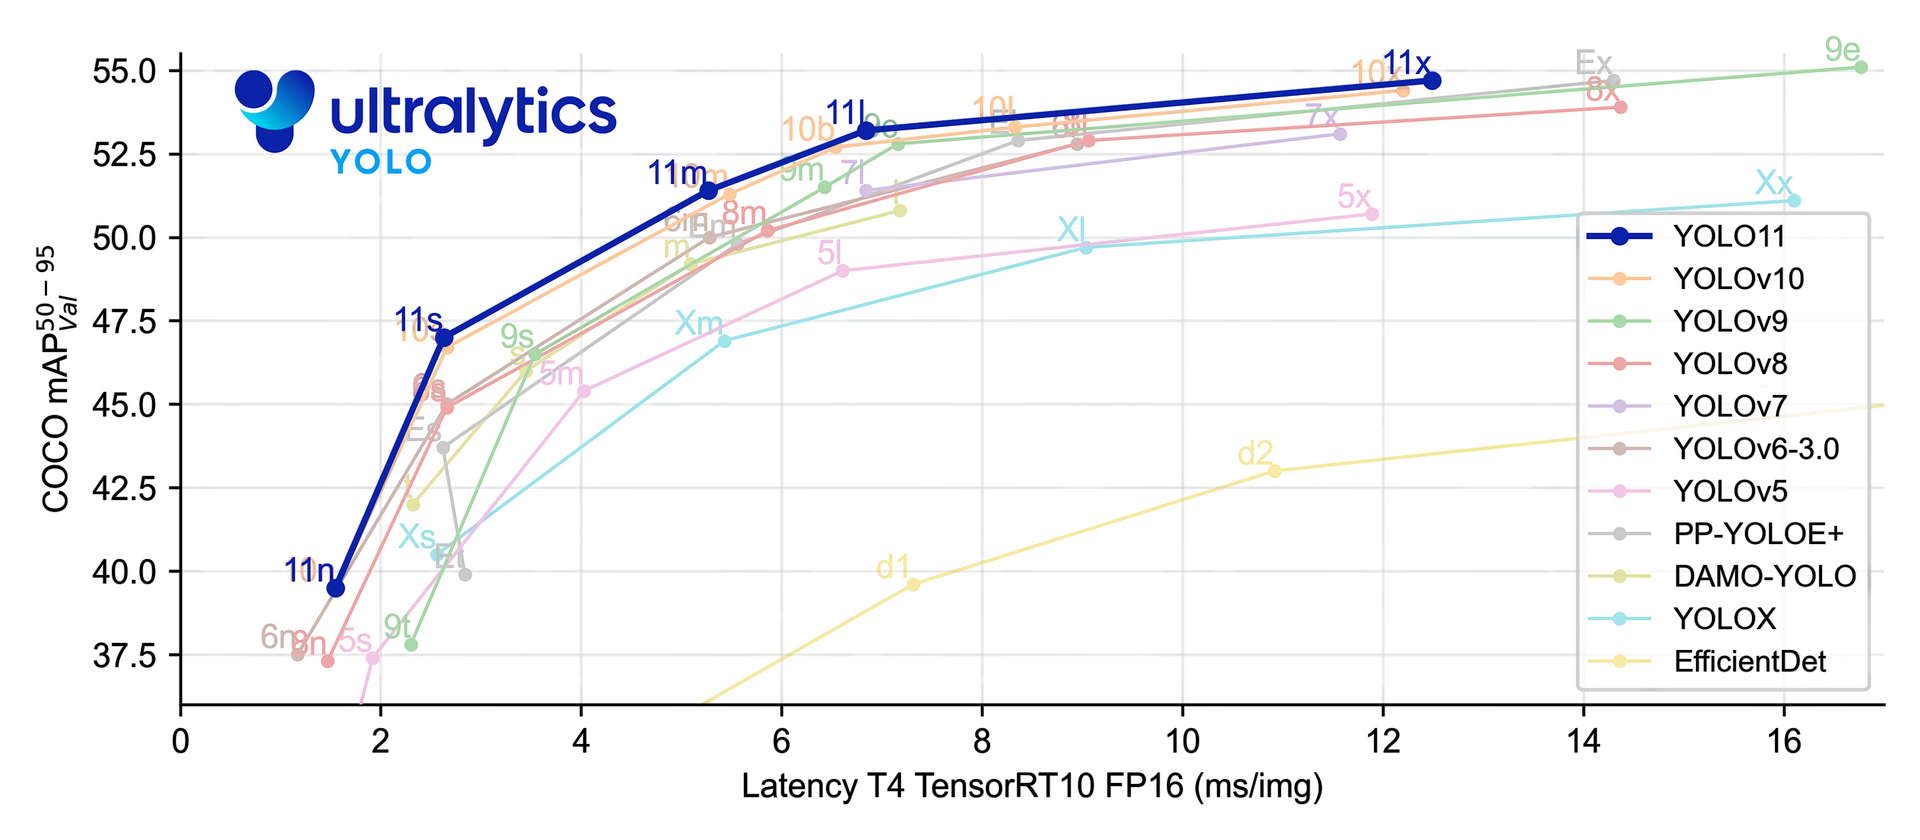 ultralytics
YOLO
COCO mAP50-95 Val
55.0
52.5
50.0
47.5
45.0
42.5
40.0
37.5
0 2 4 6 8 10 12 14 16
Latency T4 TensorRT10 FP16 (ms/img)
11n
11s
11m
11l
11x
10b
10l
10x
9t
9s
9m
9e
8n
8m
8x
7l
7x
6n
5s
5m
5l
5x
Es
Em
Ex
t
s
m
Xs
Xm
Xl
Xx
d1
d2
YOLO11
YOLOv10
YOLOv9
YOLOv8
YOLOv7
YOLOv6-3.0
YOLOv5
PP-YOLOE+
DAMO-YOLO
YOLOX
EfficientDet